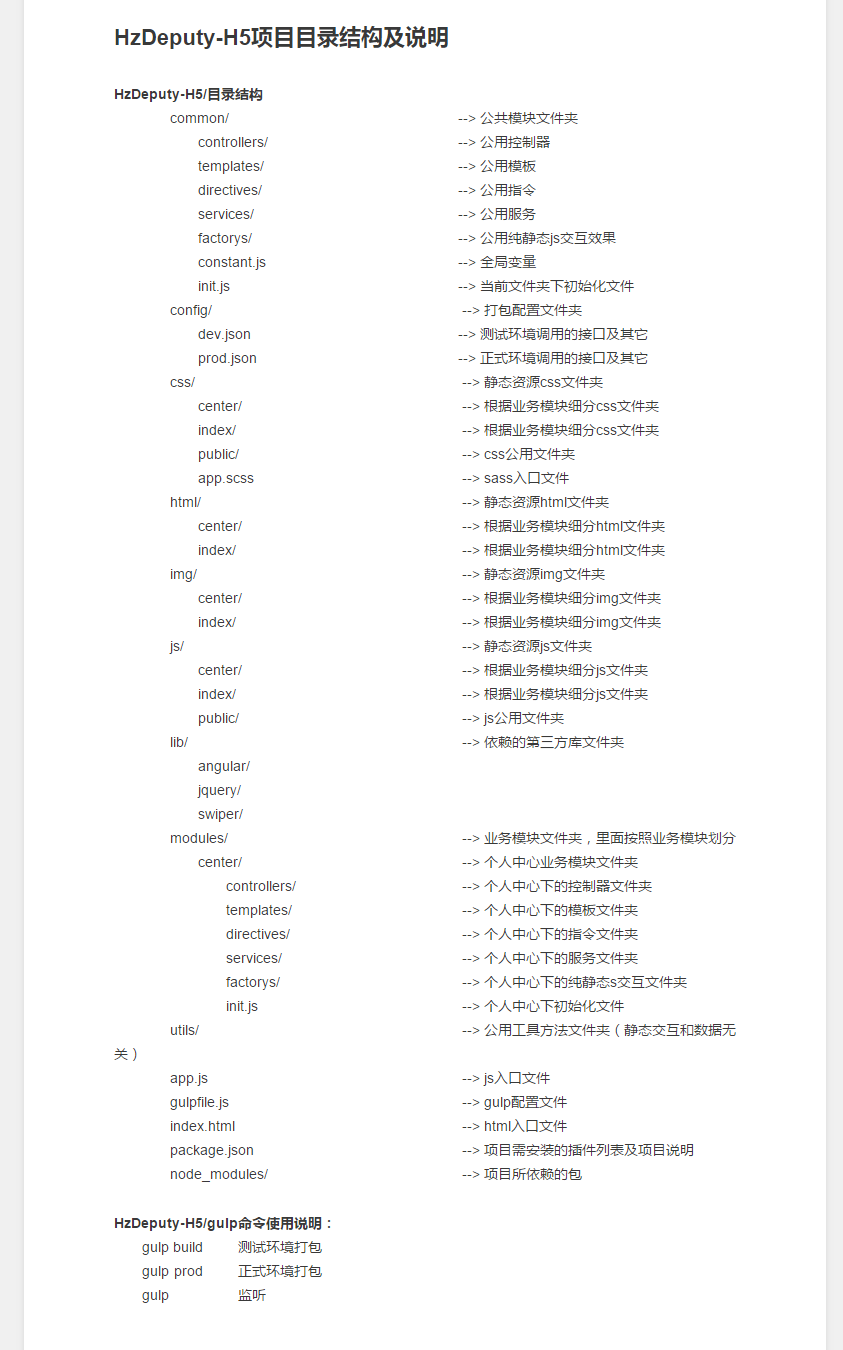 HzDeputy-H5项目目录结构及说明
HzDeputy-H5/目录结构
common/ --> 公共模块文件夹
controllers/ --> 公用控制器
templates/ --> 公用模板
directives/ --> 公用指令
services/ --> 公用服务
factorys/ --> 公用纯静态js交互效果
constant.js --> 全局变量
init.js --> 当前文件夹下初始化文件
config/ --> 打包配置文件夹
dev.json --> 测试环境调用的接口及其它
prod.json --> 正式环境调用的接口及其它
css/ --> 静态资源css文件夹
center/ --> 根据业务模块细分css文件夹
index/ --> 根据业务模块细分css文件夹
public/ --> css公用文件夹
app.scss --> sass入口文件
html/ --> 静态资源html文件夹
center/ --> 根据业务模块细分html文件夹
index/ --> 根据业务模块细分html文件夹
img/ --> 静态资源img文件夹
center/ --> 根据业务模块细分img文件夹
index/ --> 根据业务模块细分img文件夹
js/ --> 静态资源js文件夹
center/ --> 根据业务模块细分js文件夹
index/ --> 根据业务模块细分js文件夹
public/ --> js公用文件夹
lib/ --> 依赖的第三方库文件夹
angular/
jquery/
swiper/
modules/ --> 业务模块文件夹，里面按照业务模块划分
center/ --> 个人中心业务模块文件夹
controllers/ --> 个人中心下的控制器文件夹
templates/ --> 个人中心下的模板文件夹
directives/ --> 个人中心下的指令文件夹
services/ --> 个人中心下的服务文件夹
factorys/ --> 个人中心下的纯静态s交互文件夹
init.js --> 个人中心下初始化文件
utils/ --> 公用工具方法文件夹（静态交互和数据无
关）
app.js --> js入口文件
gulpfile.js --> gulp配置文件
index.html --> html入口文件
package.json --> 项目需安装的插件列表及项目说明
node_modules/ --> 项目所依赖的包
HzDeputy-H5/gulp命令使用说明：
gulp build 测试环境打包
gulp prod 正式环境打包
gulp 监听